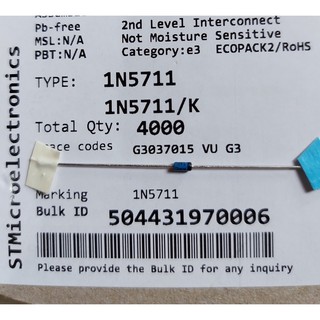 Pb-free 2nd Level Interconnect
MSL:N/A Not Moisture Sensitive
PBT:N/A Category:e3 ECOPACK2/RoHS
STMicroelectronics
TYPE: 1N5711
1N5711/K
Total Qty: 4000
codes G3037015 VU G3
Marking 1N5711
Bulk ID 504431970006
Please provide the Bulk ID for any inquiry